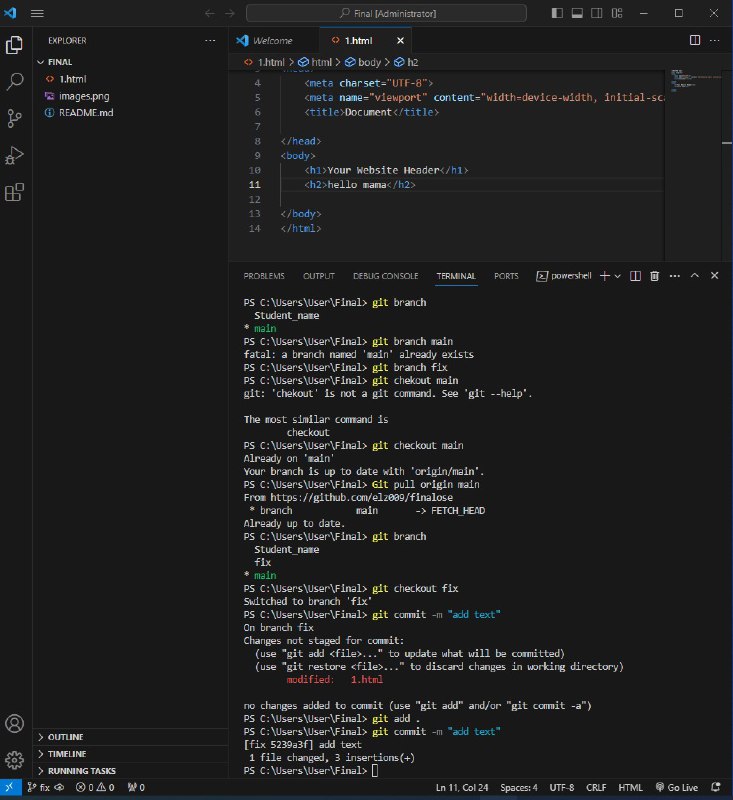 Final [Administrator]
EXPLORER
FINAL
1.html
images.png
README.md
OUTLINE
TIMELINE
RUNNING TASKS
Welcome
1.html
1.html > html > body > h2
4 <meta charset="UTF-8">
5 <meta name="viewport" content="width=device-width, initial-sca
6 <title>Document</title>
7
8 </head>
9 <body>
10 <h1>Your Website Header</h1>
11 <h2>hello mama</h2>
12
13 </body>
14 </html>
PROBLEMS OUTPUT DEBUG CONSOLE TERMINAL PORTS powershell
PS C:\Users\User\Final> git branch
Student_name
* main
PS C:\Users\User\Final> git branch main
fatal: a branch named 'main' already exists
PS C:\Users\User\Final> git branch fix
PS C:\Users\User\Final> git chekout main
git: 'chekout' is not a git command. See 'git --help'.
The most similar command is
checkout
PS C:\Users\User\Final> git checkout main
Already on 'main'
Your branch is up to date with 'origin/main'.
PS C:\Users\User\Final> Git pull origin main
From https://github.com/elz009/finalose
* branch main -> FETCH_HEAD
Already up to date.
PS C:\Users\User\Final> git branch
Student_name
fix
* main
PS C:\Users\User\Final> git checkout fix
Switched to branch 'fix'
PS C:\Users\User\Final> git commit -m "add text"
On branch fix
Changes not staged for commit:
(use "git add <file>..." to update what will be committed)
(use "git restore <file>..." to discard changes in working directory)
modified: 1.html
no changes added to commit (use "git add" and/or "git commit -a")
PS C:\Users\User\Final> git add .
PS C:\Users\User\Final> git commit -m "add text"
[fix 5239a3f] add text
1 file changed, 3 insertions(+)
PS C:\Users\User\Final>
fix 0 0 0 Ln 11, Col 24 Spaces: 4 UTF-8 CRLF HTML Go Live